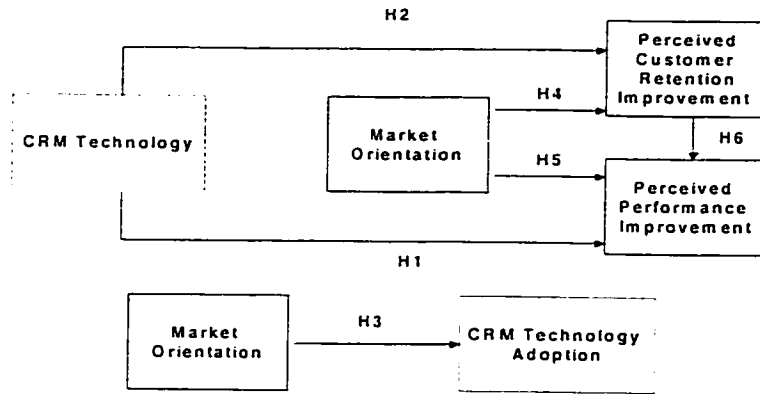 H2
Perceived
Customer
Retention
Improvement
H4
CRM Technology
Market
Orientation
H6
H5
Perceived
Performance
Improvement
H1
H3
Market
Orientation
CRM Technology
Adoption